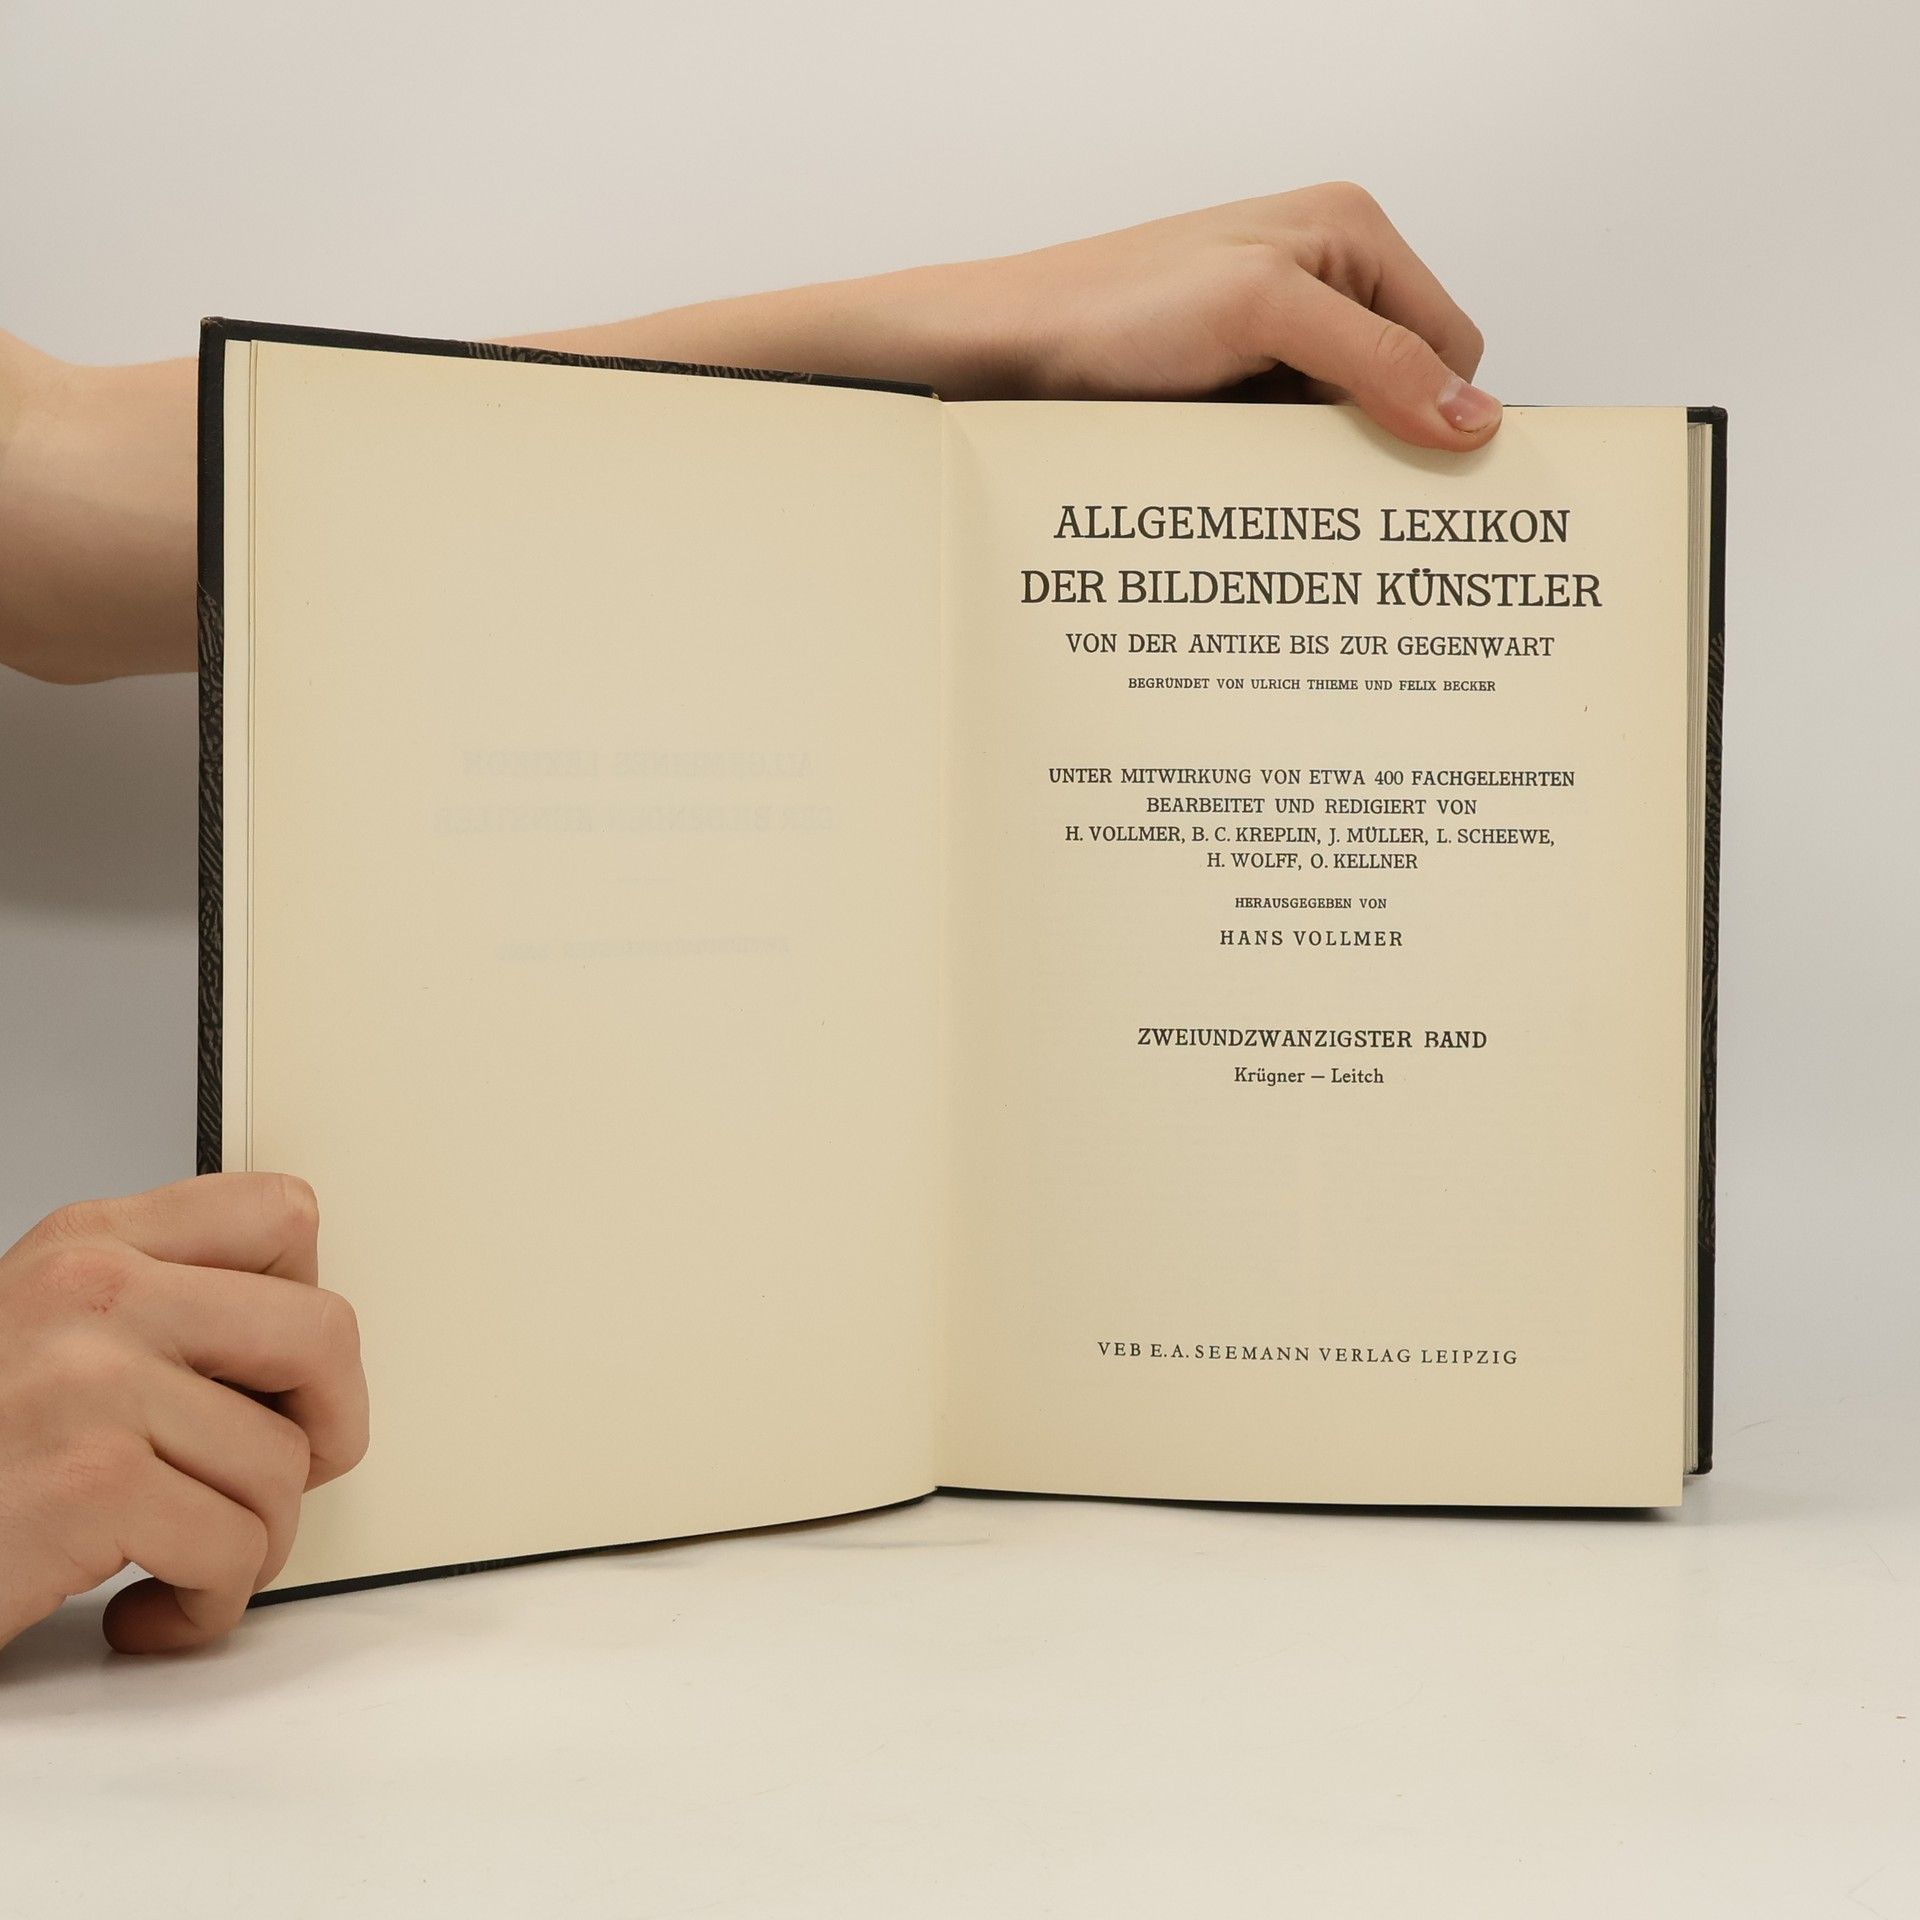 ALLGEMEINES LEXIKON
DER BILDENDEN KÜNSTLER
VON DER ANTIKE BIS ZUR GEGENWART
BEGRÜNDET VON ULRICH THIEME UND FELIX BECKER
UNTER MITWIRKUNG VON ETWA 400 FACHGELEHRTEN
BEARBEITET UND REDIGIERT VON
H. VOLLMER, B. C. KREPLIN, J. MÜLLER, L. SCHEEWE,
H. WOLFF, O. KELLNER
HERAUSGEGEBEN VON
HANS VOLLMER
ZWEIUNDZWANZIGSTER BAND
Krügner — Leitch
VEB E. A. SEEMANN VERLAG LEIPZIG